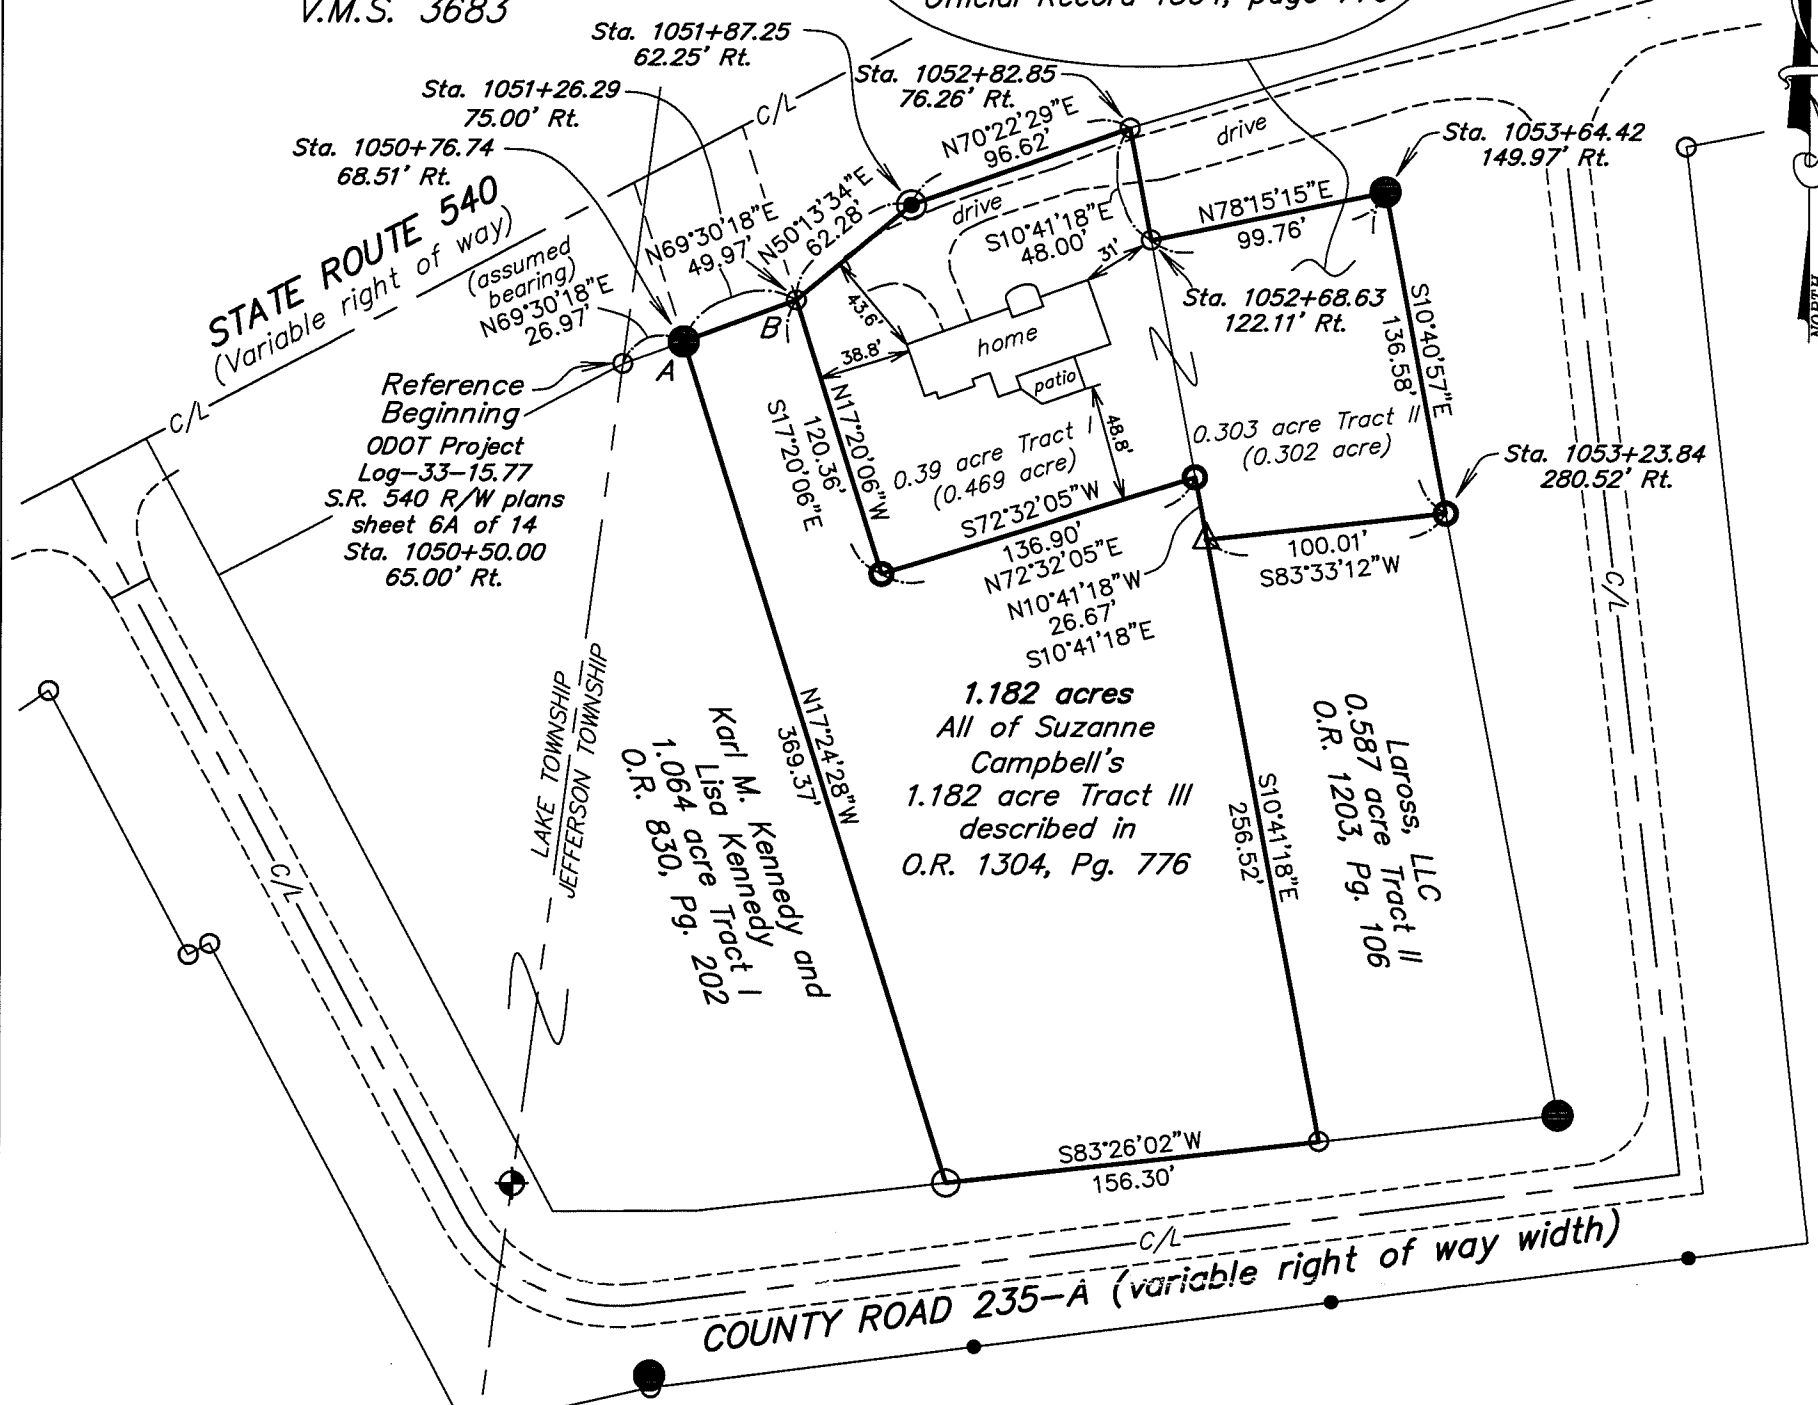 V.M.S. 3683
Sta. 1051+87.25
62.25' Rt.
Sta. 1051+26.29
75.00' Rt.
Sta. 1050+76.74
68.51' Rt.
Sta. 1052+82.85
76.26' Rt.
Sta. 1053+64.42
149.97' Rt.
C/L
STATE ROUTE 540
(Variable right of way)
(assumed
bearing)
N69°30'18"E
26.97'
N69°30'18"E
49.97'
N50°13'34"E
62.28'
N70°22'29"E
96.62'
drive
drive
S10°41'18"E
48.00'
31'
N78°15'15"E
99.76'
Sta. 1052+68.63
122.11' Rt.
S10°40'57"E
136.58'
A
B
43.6'
38.8'
home
patio
48.8'
Reference
Beginning
ODOT Project
Log-33-15.77
S.R. 540 R/W plans
sheet 6A of 14
Sta. 1050+50.00
65.00' Rt.
C/L
N17°20'06"W
120.36'
S17°20'06"E
0.39 acre Tract I
(0.469 acre)
0.303 acre Tract II
(0.302 acre)
Sta. 1053+23.84
280.52' Rt.
S72°32'05"W
136.90'
N72°32'05"E
N10°41'18"W
26.67'
S10°41'18"E
100.01'
S83°33'12"W
C/L
LAKE TOWNSHIP
JEFFERSON TOWNSHIP
N17°24'28"W
369.37'
Karl M. Kennedy and
Lisa Kennedy
1.064 acre Tract I
O.R. 830, Pg. 202
1.182 acres
All of Suzanne
Campbell's
1.182 acre Tract III
described in
O.R. 1304, Pg. 776
S10°41'18"E
256.52'
Laross, LLC
0.587 acre Tract II
O.R. 1203, Pg. 106
C/L
S83°26'02"W
156.30'
C/L
COUNTY ROAD 235-A (variable right of way width)
NORTH